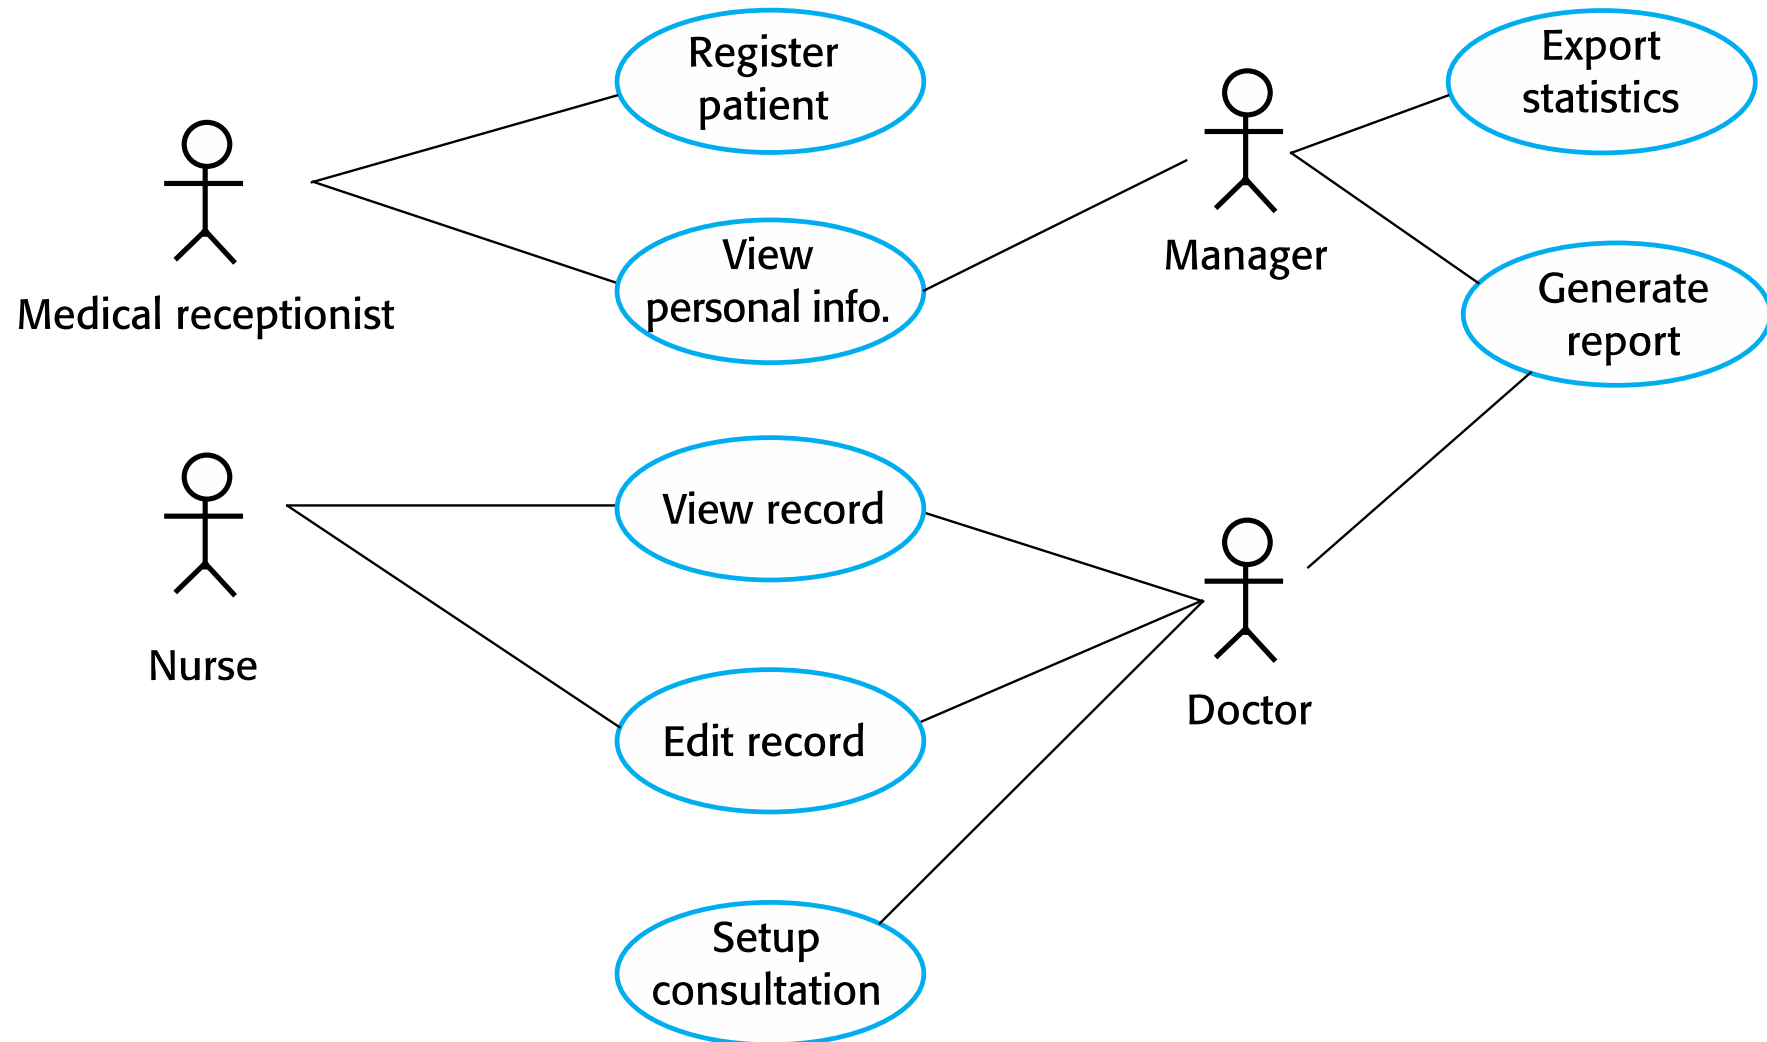 Register
patient
Export
statistics
Medical receptionist
View
personal info.
Manager
Generate
report
Nurse
View record
Edit record
Doctor
Setup
consultation